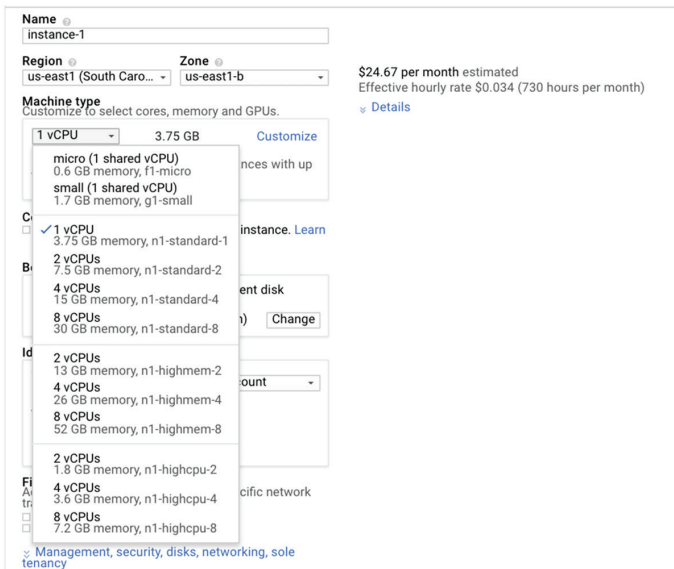 Name
instance-1
Region Zone
us-east1 (South Caro... us-east1-b
$24.67 per month estimated
Effective hourly rate $0.034 (730 hours per month)
Details
Machine type
Customize to select cores, memory and GPUs.
1 vCPU 3.75 GB Customize
nces with up
micro (1 shared vCPU)
0.6 GB memory, f1-micro
small (1 shared vCPU)
1.7 GB memory, g1-small
1 vCPU
3.75 GB memory, n1-standard-1
instance. Learn
2 vCPUs
7.5 GB memory, n1-standard-2
4 vCPUs
15 GB memory, n1-standard-4
ent disk
8 vCPUs
30 GB memory, n1-standard-8
Change
2 vCPUs
13 GB memory, n1-highmem-2
4 vCPUs
26 GB memory, n1-highmem-4
ount
8 vCPUs
52 GB memory, n1-highmem-8
2 vCPUs
1.8 GB memory, n1-highcpu-2
4 vCPUs
3.6 GB memory, n1-highcpu-4
cific network
8 vCPUs
7.2 GB memory, n1-highcpu-8
Management, security, disks, networking, sole
tenancy